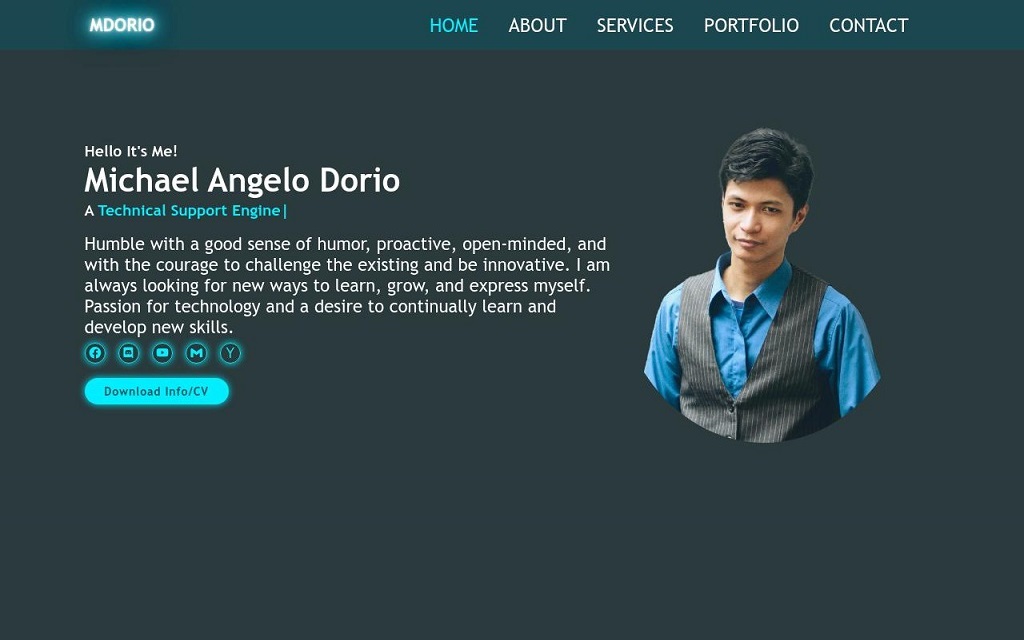 MDORIO
HOME ABOUT SERVICES PORTFOLIO CONTACT
Hello It's Me!
Michael Angelo Dorio
A Technical Support Engine|
Humble with a good sense of humor, proactive, open-minded, and
with the courage to challenge the existing and be innovative. I am
always looking for new ways to learn, grow, and express myself.
Passion for technology and a desire to continually learn and
develop new skills.
Download Info/CV